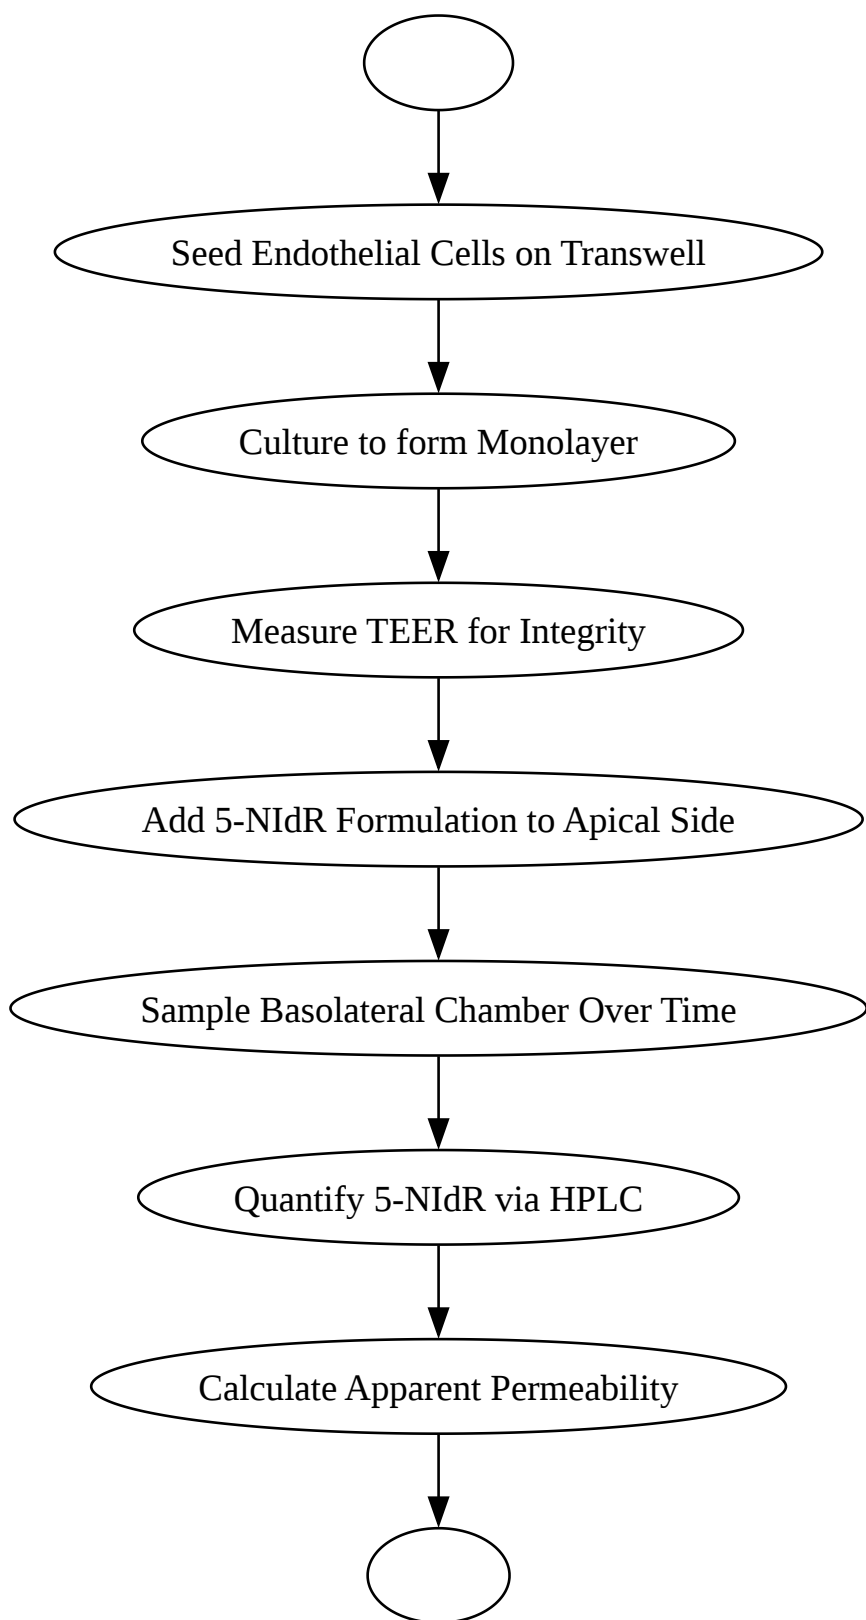 Seed Endothelial Cells on Transwell
Culture to form Monolayer
Measure TEER for Integrity
Add 5-NIdR Formulation to Apical Side
Sample Basolateral Chamber Over Time
Quantify 5-NIdR via HPLC
Calculate Apparent Permeability